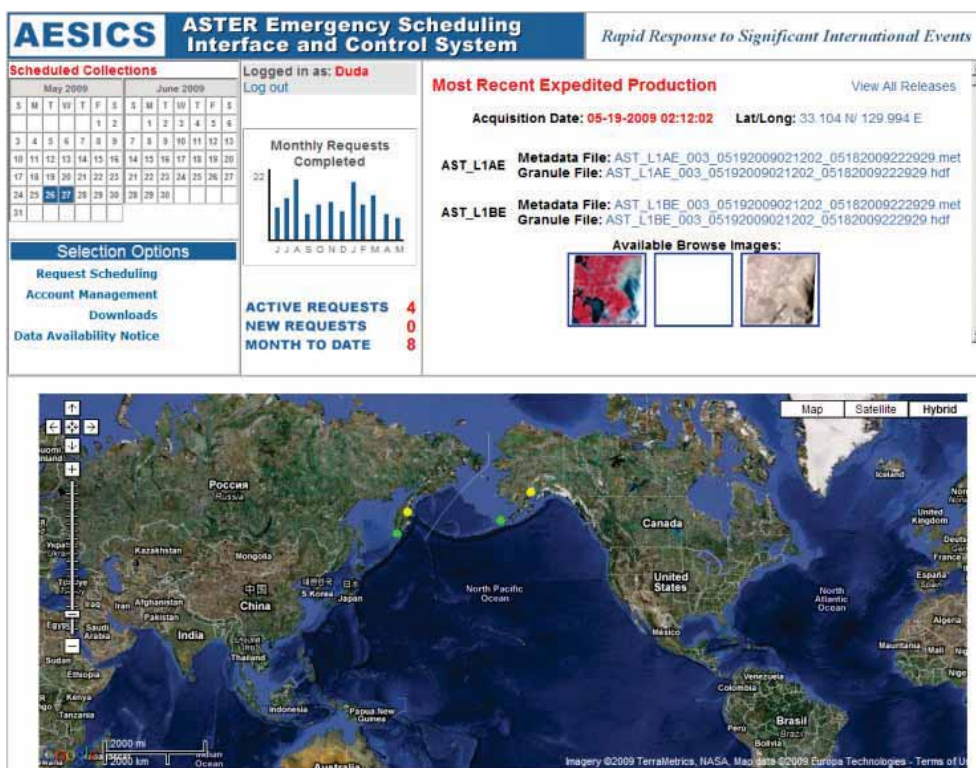 AESICS
ASTER Emergency Scheduling
Interface and Control System
Rapid Response to Significant International Events
Scheduled Collections
May 2009
S M T W T F S
1 2
3 4 5 6 7 8 9
10 11 12 13 14 15 16
17 18 19 20 21 22 23
24 25 26 27 28 29 30
31
June 2009
S M T W T F S
1 2 3 4 5 6
7 8 9 10 11 12 13
14 15 16 17 18 19 20
21 22 23 24 25 26 27
28 29 30
Selection Options
Request Scheduling
Account Management
Downloads
Data Availability Notice
Logged in as: Duda
Log out
Monthly Requests
Completed
22
J J A S O N D J F M A M
ACTIVE REQUESTS 4
NEW REQUESTS 0
MONTH TO DATE 8
Most Recent Expedited Production
View All Releases
Acquisition Date: 05-19-2009 02:12:02 Lat/Long: 33.104 N/ 129.994 E
AST_L1AE
Metadata File: AST_L1AE_003_05192009021202_05182009222929.met
Granule File: AST_L1AE_003_05192009021202_05182009222929.hdf
AST_L1BE
Metadata File: AST_L1BE_003_05192009021202_05182009222929.met
Granule File: AST_L1BE_003_05192009021202_05182009222929.hdf
Available Browse Images:
Map Satellite Hybrid
Россия
Russia
Iceland
United
Kingdom
Canada
Kazakhstan
Mongolia
France
España
中国
China
S Korea
日本
Japan
North Pacific
Ocean
United
States
North
Atlantic
Ocean
Iraq
Iran
Afghanistan
Pakistan
Saudi
Arabia
India
Thailand
México
Algeria
Mauritania
Mali
Sudan
Ethiopia
Kenya
Tanzania
Venezuela
Colombia
Indonesia
Papua New
Guinea
Perú
Brasil
Brazil
Bolivia
2000 mi
2000 km
Indian
Ocean
Australia
Imagery ©2009 TerraMetrics, NASA, Map data ©2009 Europa Technologies - Terms of U